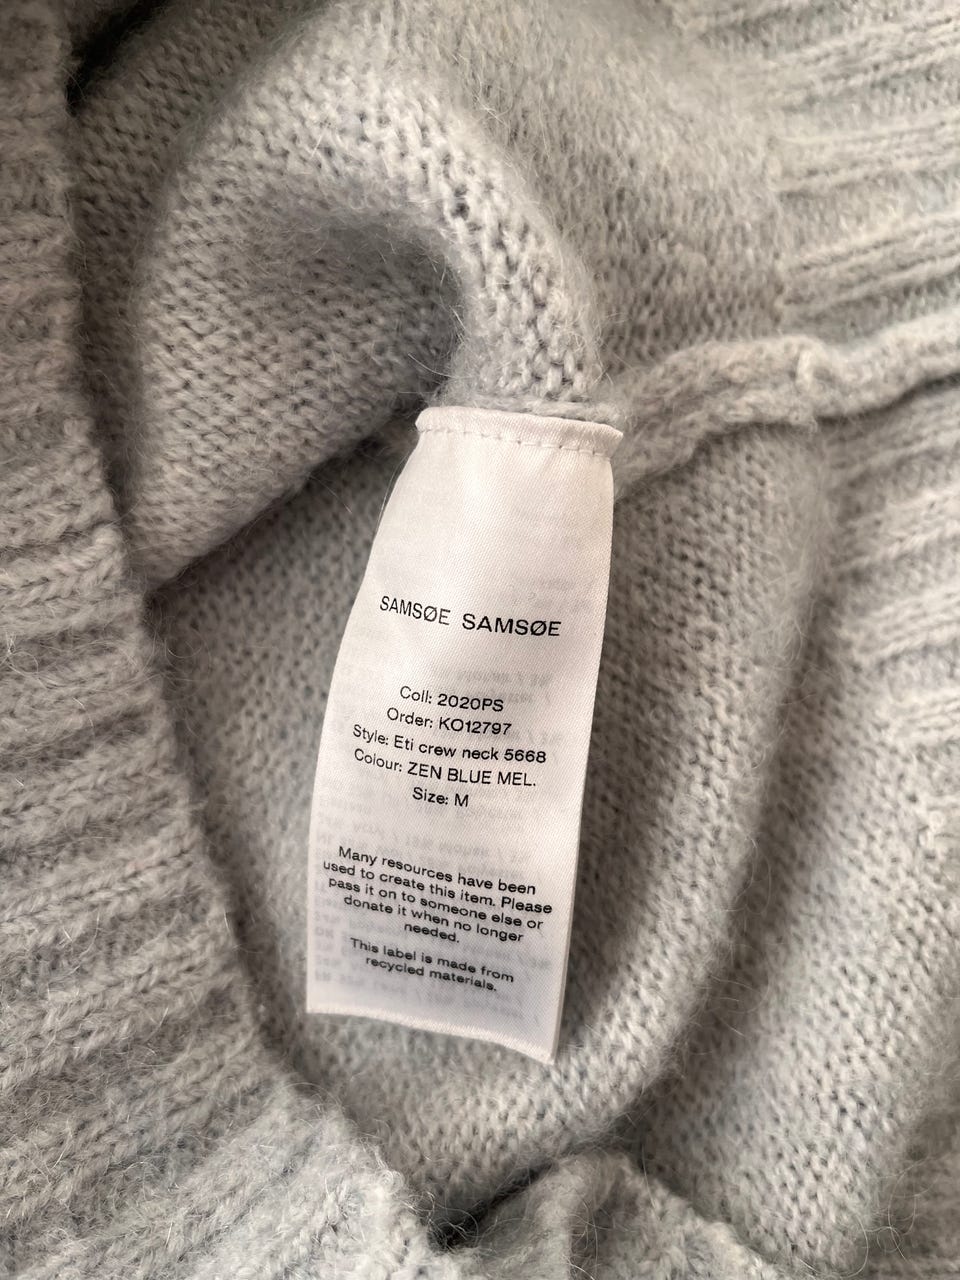 SAMSØE SAMSØE
Coll: 2020PS
Order: KO12797
Style: Eti crew neck 5668
Colour: ZEN BLUE MEL.
Size: M
Many resources have been
used to create this item. Please
pass it on to someone else or
donate it when no longer
needed.
This label is made from
recycled materials.